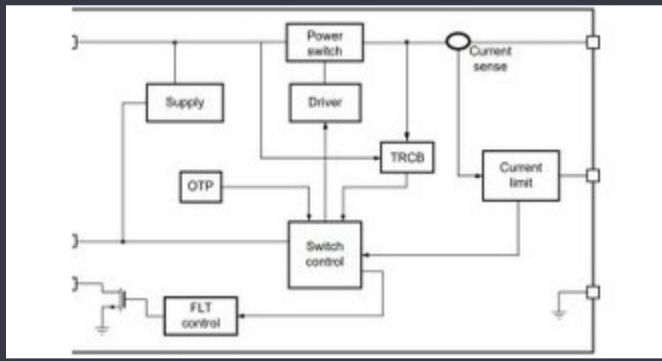 Power
switch
Current
sense
Supply
Driver
TRCB
Current
limit
OTP
Switch
control
FLT
control